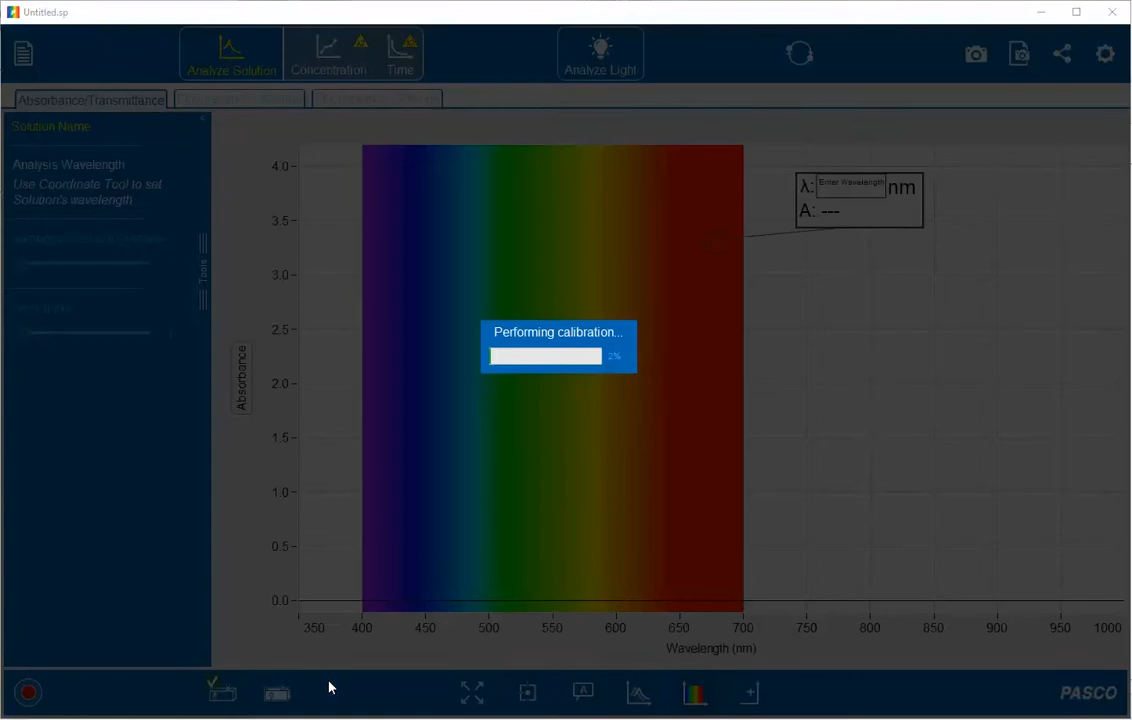 Untitled.sp
Analyze Solution
Concentration
Time
Analyze Light
Absorbance/Transmittance
Solution Name
Analysis Wavelength
Use Coordinate Tool to set
Solution's wavelength
Tools
Performing calibration...
2%
λ: Enter Wavelength nm
A: ---
Absorbance
4.0
3.5
3.0
2.5
2.0
1.5
1.0
0.5
0.0
350 400 450 500 550 600 650 700 750 800 850 900 950 1000
Wavelength (nm)
A
PASCO